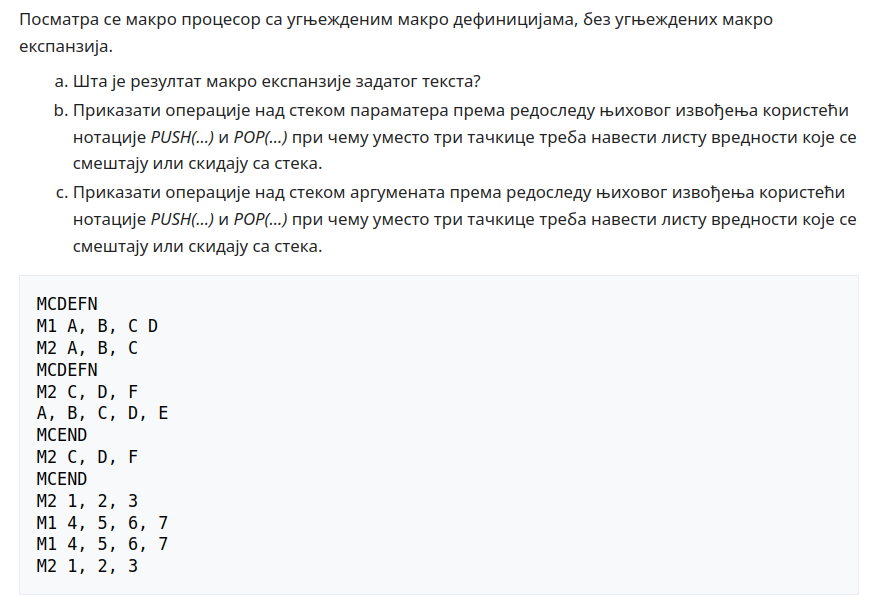 Посматра се макро процесор са угњежденим макро дефиницијама, без угњеждених макро
експанзија.
a. Шта је резултат макро експанзије задатог текста?
b. Приказати операције над стеком параматера према редоследу њиховог извођења користећи
нотације PUSH(...) и POP(...) при чему уместо три тачкице треба навести листу вредности које се
смештају или скидају са стека.
c. Приказати операције над стеком аргумената према редоследу њиховог извођења користећи
нотације PUSH(...) и POP(...) при чему уместо три тачкице треба навести листу вредности које се
смештају или скидају са стека.
MCDEFN
M1 A, B, C D
M2 A, B, C
MCDEFN
M2 C, D, F
A, B, C, D, E
MCEND
M2 C, D, F
MCEND
M2 1, 2, 3
M1 4, 5, 6, 7
M1 4, 5, 6, 7
M2 1, 2, 3